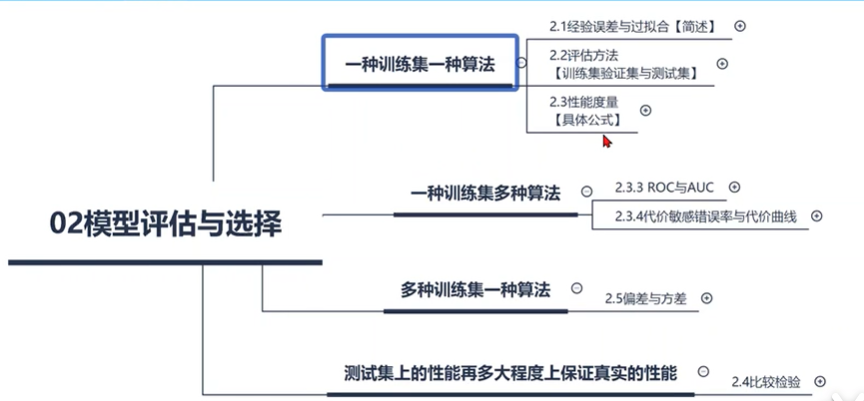 2.1经验误差与过拟合【简述】
一种训练集一种算法
2.2评估方法
【训练集验证集与测试集】
2.3性能度量
【具体公式】
一种训练集多种算法
2.3.3 ROC与AUC
2.3.4代价敏感错误率与代价曲线
02模型评估与选择
多种训练集一种算法
2.5偏差与方差
测试集上的性能再多大程度上保证真实的性能
2.4比较检验